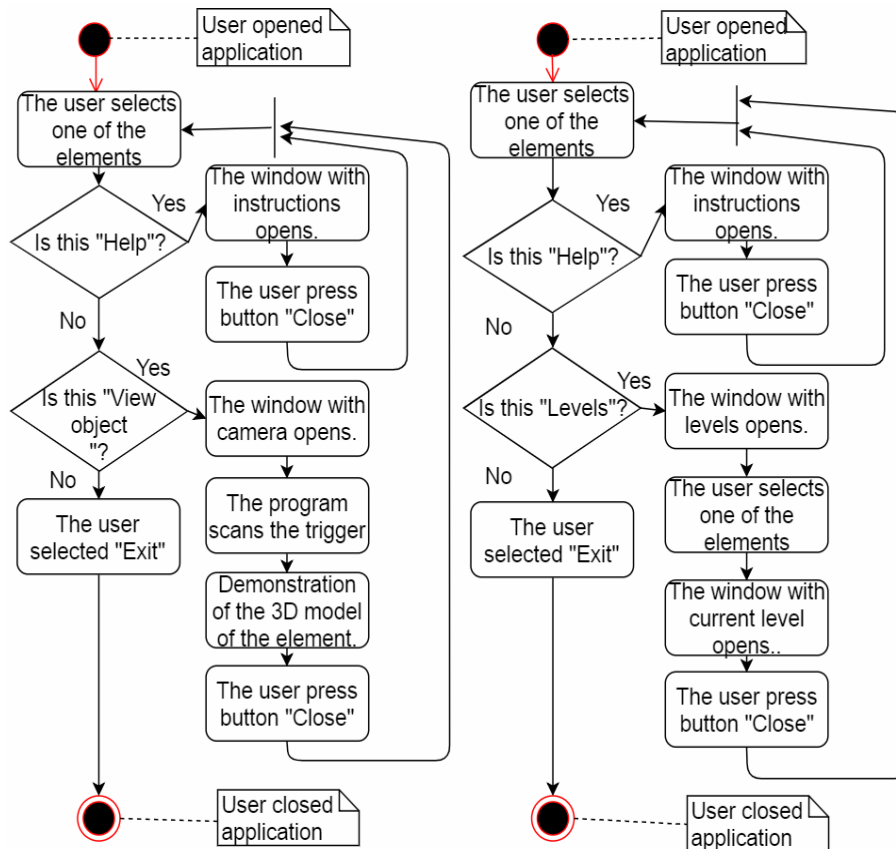 User opened
application
The user selects
one of the
elements
Yes
The window with
instructions
opens.
Is this "Help"?
The user press
button "Close"
No
Yes
Is this "View
object
"?
The window with
camera opens.
No
The program
scans the trigger
The user
selected "Exit"
Demonstration
of the 3D model
of the element.
The user press
button "Close"
User closed
application
User opened
application
The user selects
one of the
elements
Yes
The window with
instructions
opens.
Is this "Help"?
The user press
button "Close"
No
Yes
Is this "Levels"?
The window with
levels opens.
No
The user selects
one of the
elements
The user
selected "Exit"
The window with
current level
opens..
The user press
button "Close"
User closed
application